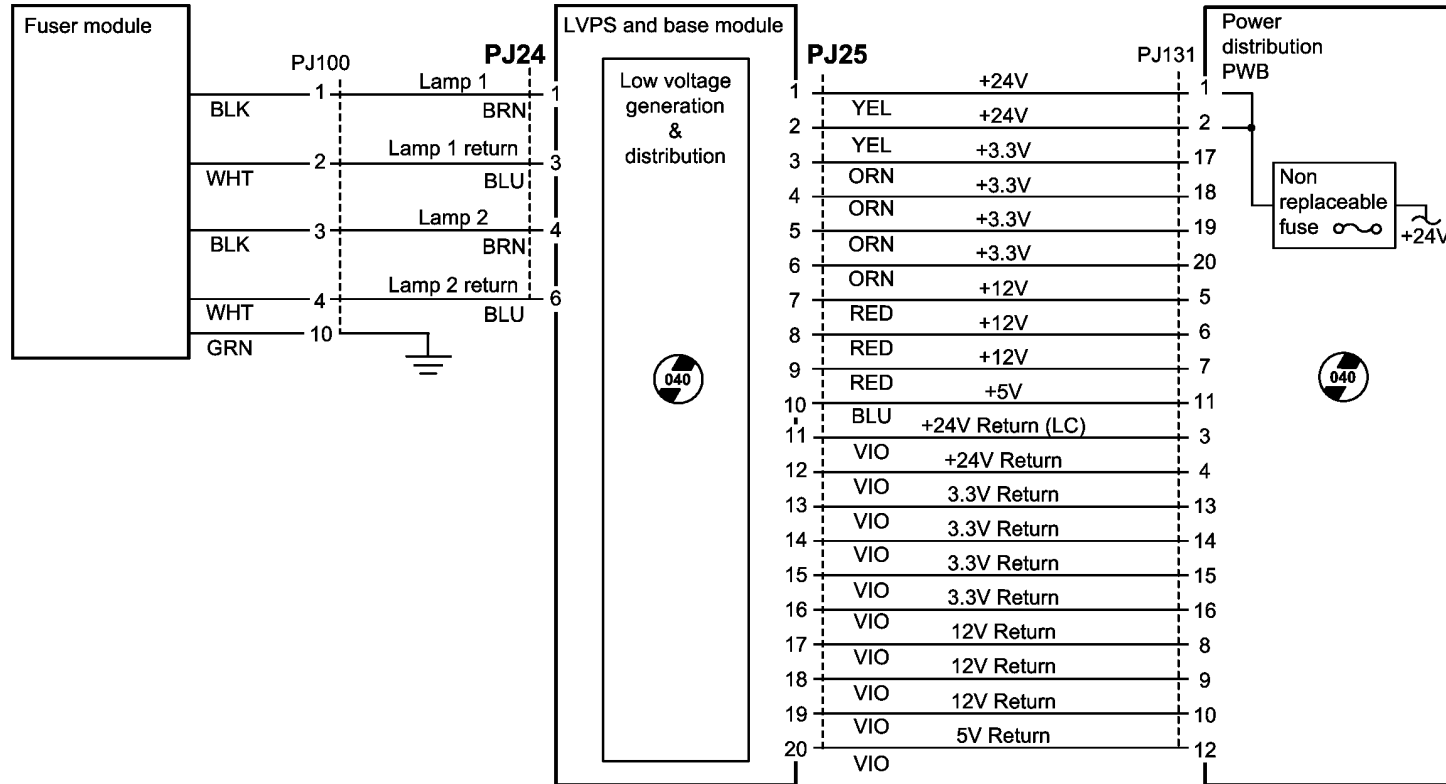 Fuser module
PJ100
PJ24
1 Lamp 1 1
BLK BRN
2 Lamp 1 return 3
WHT BLU
3 Lamp 2 4
BLK BRN
4 Lamp 2 return 6
WHT BLU
10
GRN
LVPS and base module
Low voltage
generation
&
distribution
040
PJ25
PJ131
1 +24V 1
YEL
2 +24V 2
YEL
3 +3.3V 17
ORN
4 +3.3V 18
ORN
5 +3.3V 19
ORN
6 +3.3V 20
ORN
7 +12V 5
RED
8 +12V 6
RED
9 +12V 7
RED
10 +5V 11
BLU
11 +24V Return (LC) 3
VIO
12 +24V Return 4
VIO
13 3.3V Return 13
VIO
14 3.3V Return 14
VIO
15 3.3V Return 15
VIO
16 3.3V Return 16
VIO
17 12V Return 8
VIO
18 12V Return 9
VIO
19 12V Return 10
VIO
20 5V Return 12
VIO
Power
distribution
PWB
Non
replaceable
fuse
+24V
040